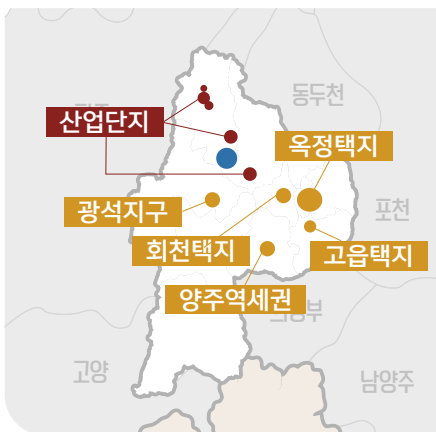 동두천
산업단지
옥정택지
광석지구
포천
회천택지
고읍택지
양주역세권
부
고양
남양주